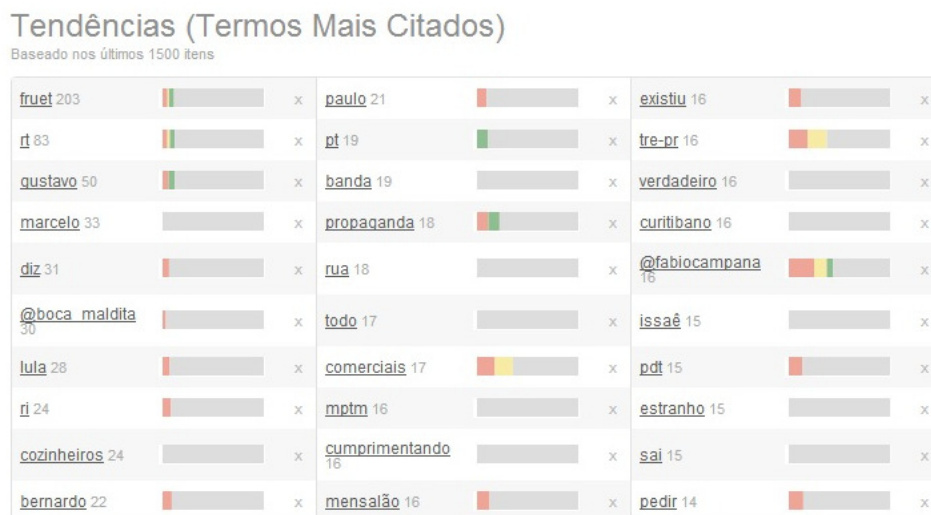 Tendências (Termos Mais Citados)
Baseado nos últimos 1500 itens
fruet 203 x
rt 83 x
gustavo 50 x
marcelo 33 x
diz 31 x
@boca_maldita
30 x
lula 28 x
ri 24 x
cozinheiros 24 x
bernardo 22 x
paulo 21 x
pt 19 x
banda 19 x
propaganda 18 x
rua 18 x
todo 17 x
comerciais 17 x
mptm 16 x
cumprimentando
16 x
mensalão 16 x
existiu 16 x
tre-pr 16 x
verdadeiro 16 x
curitibano 16 x
@fabiocampana
16 x
issaê 15 x
pdt 15 x
estranho 15 x
sai 15 x
pedir 14 x